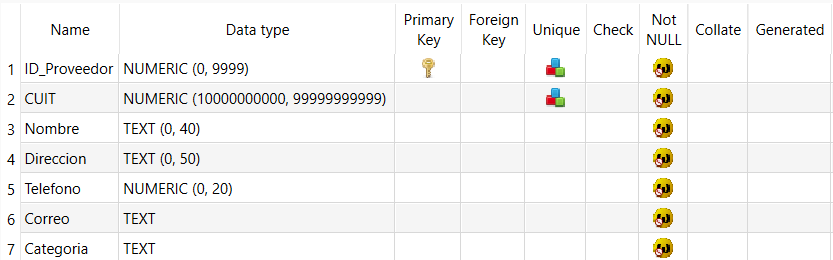 Name Data type Primary Key Foreign Key Unique Check Not NULL Collate Generated
1 ID_Proveedor NUMERIC (0, 9999)
2 CUIT NUMERIC (10000000000, 99999999999)
3 Nombre TEXT (0, 40)
4 Direccion TEXT (0, 50)
5 Telefono NUMERIC (0, 20)
6 Correo TEXT
7 Categoria TEXT